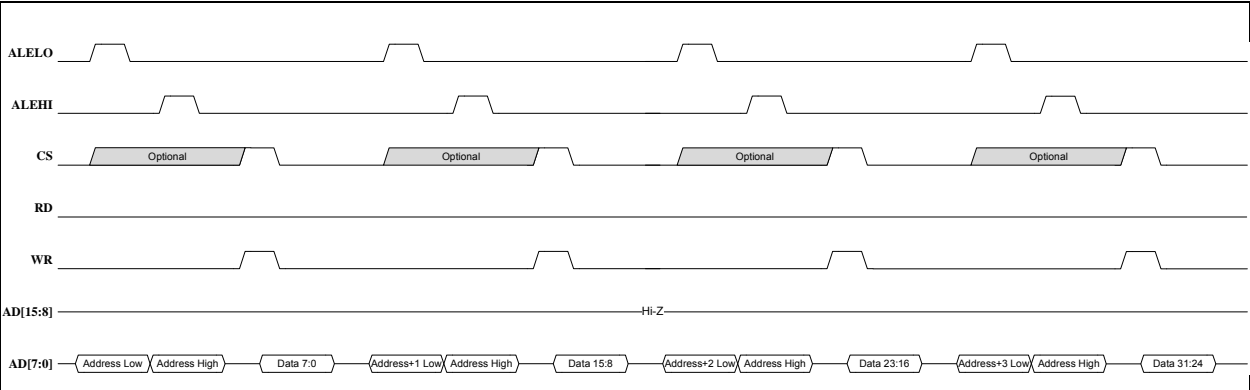 ALELO
ALEHI
CS Optional Optional Optional Optional
RD
WR
AD[15:8] Hi-Z
AD[7:0] Address Low Address High Data 7:0 Address+1 Low Address High Data 15:8 Address+2 Low Address High Data 23:16 Address+3 Low Address High Data 31:24